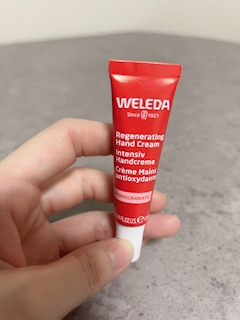 WELEDA
Since 1921
Regenerating
Hand Cream
Intensiv
Handcreme
Crème Mains
antioxydante
POMEGRANATE